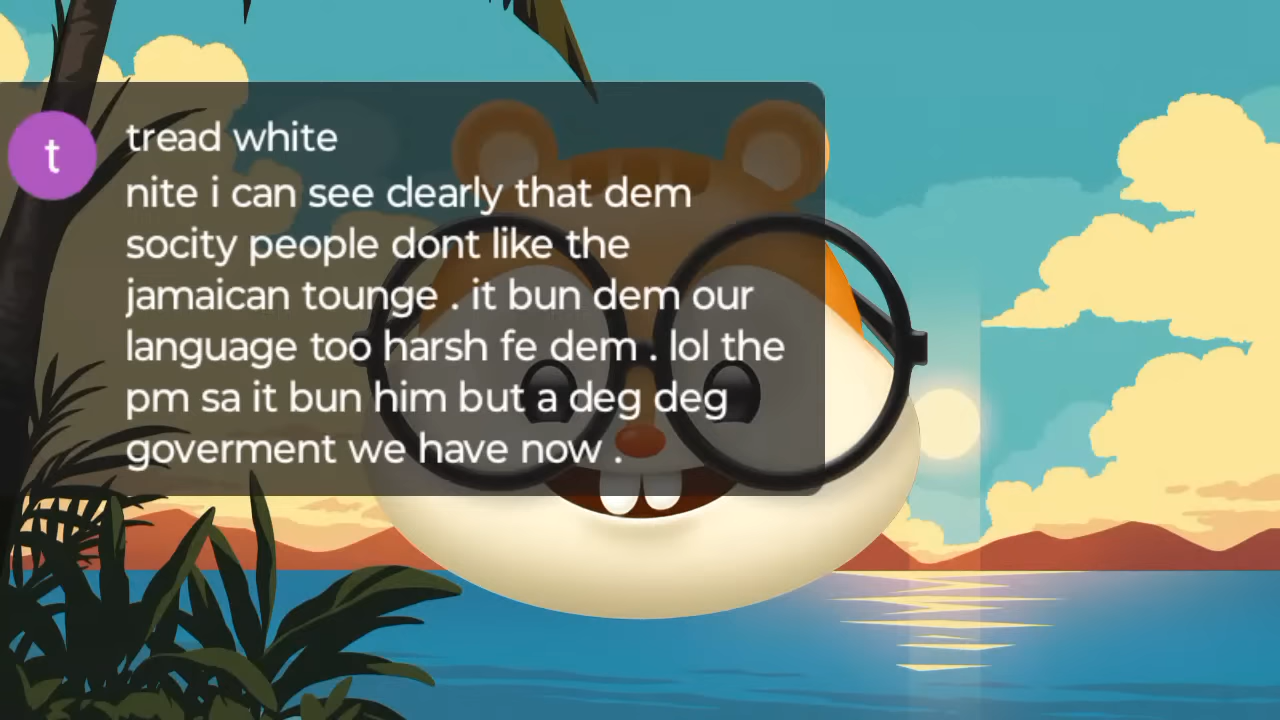 t
tread white
nite i can see clearly that dem
socity people dont like the
jamaican tounge . it bun dem our
language too harsh fe dem . lol the
pm sa it bun him but a deg deg
goverment we have now .